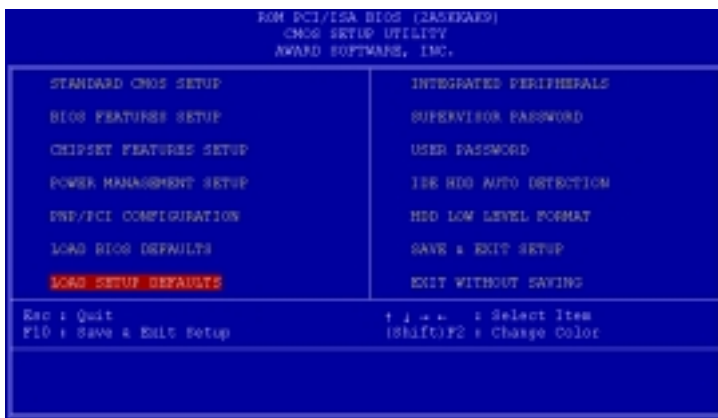 ROM PCI/ISA BIOS (2A5KKAK9)
CMOS SETUP UTILITY
AWARD SOFTWARE, INC.
STANDARD CMOS SETUP
BIOS FEATURES SETUP
CHIPSET FEATURES SETUP
POWER MANAGEMENT SETUP
PNP/PCI CONFIGURATION
LOAD BIOS DEFAULTS
LOAD SETUP DEFAULTS
INTEGRATED PERIPHERALS
SUPERVISOR PASSWORD
USER PASSWORD
IDE HDD AUTO DETECTION
HDD LOW LEVEL FORMAT
SAVE & EXIT SETUP
EXIT WITHOUT SAVING
Esc : Quit
F10 : Save & Exit Setup
↑ ↓ → ← : Select Item
(Shift)F2 : Change Color